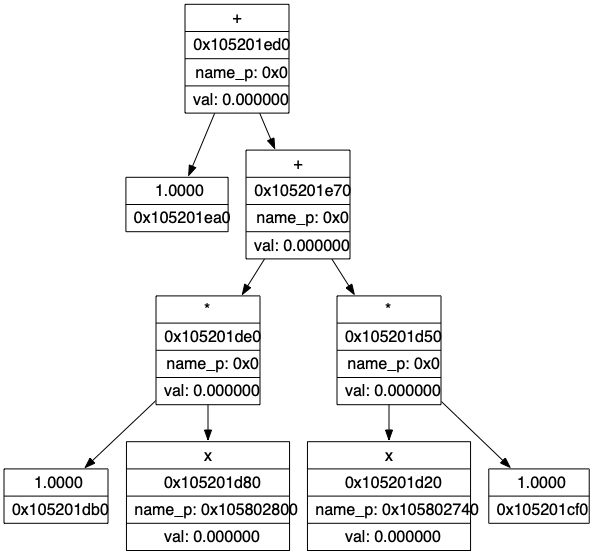 +
0x105201ed0
name_p: 0x0
val: 0.000000
1.0000
0x105201ea0
+
0x105201e70
name_p: 0x0
val: 0.000000
*
0x105201de0
name_p: 0x0
val: 0.000000
*
0x105201d50
name_p: 0x0
val: 0.000000
1.0000
0x105201db0
x
0x105201d80
name_p: 0x105802800
val: 0.000000
x
0x105201d20
name_p: 0x105802740
val: 0.000000
1.0000
0x105201cf0